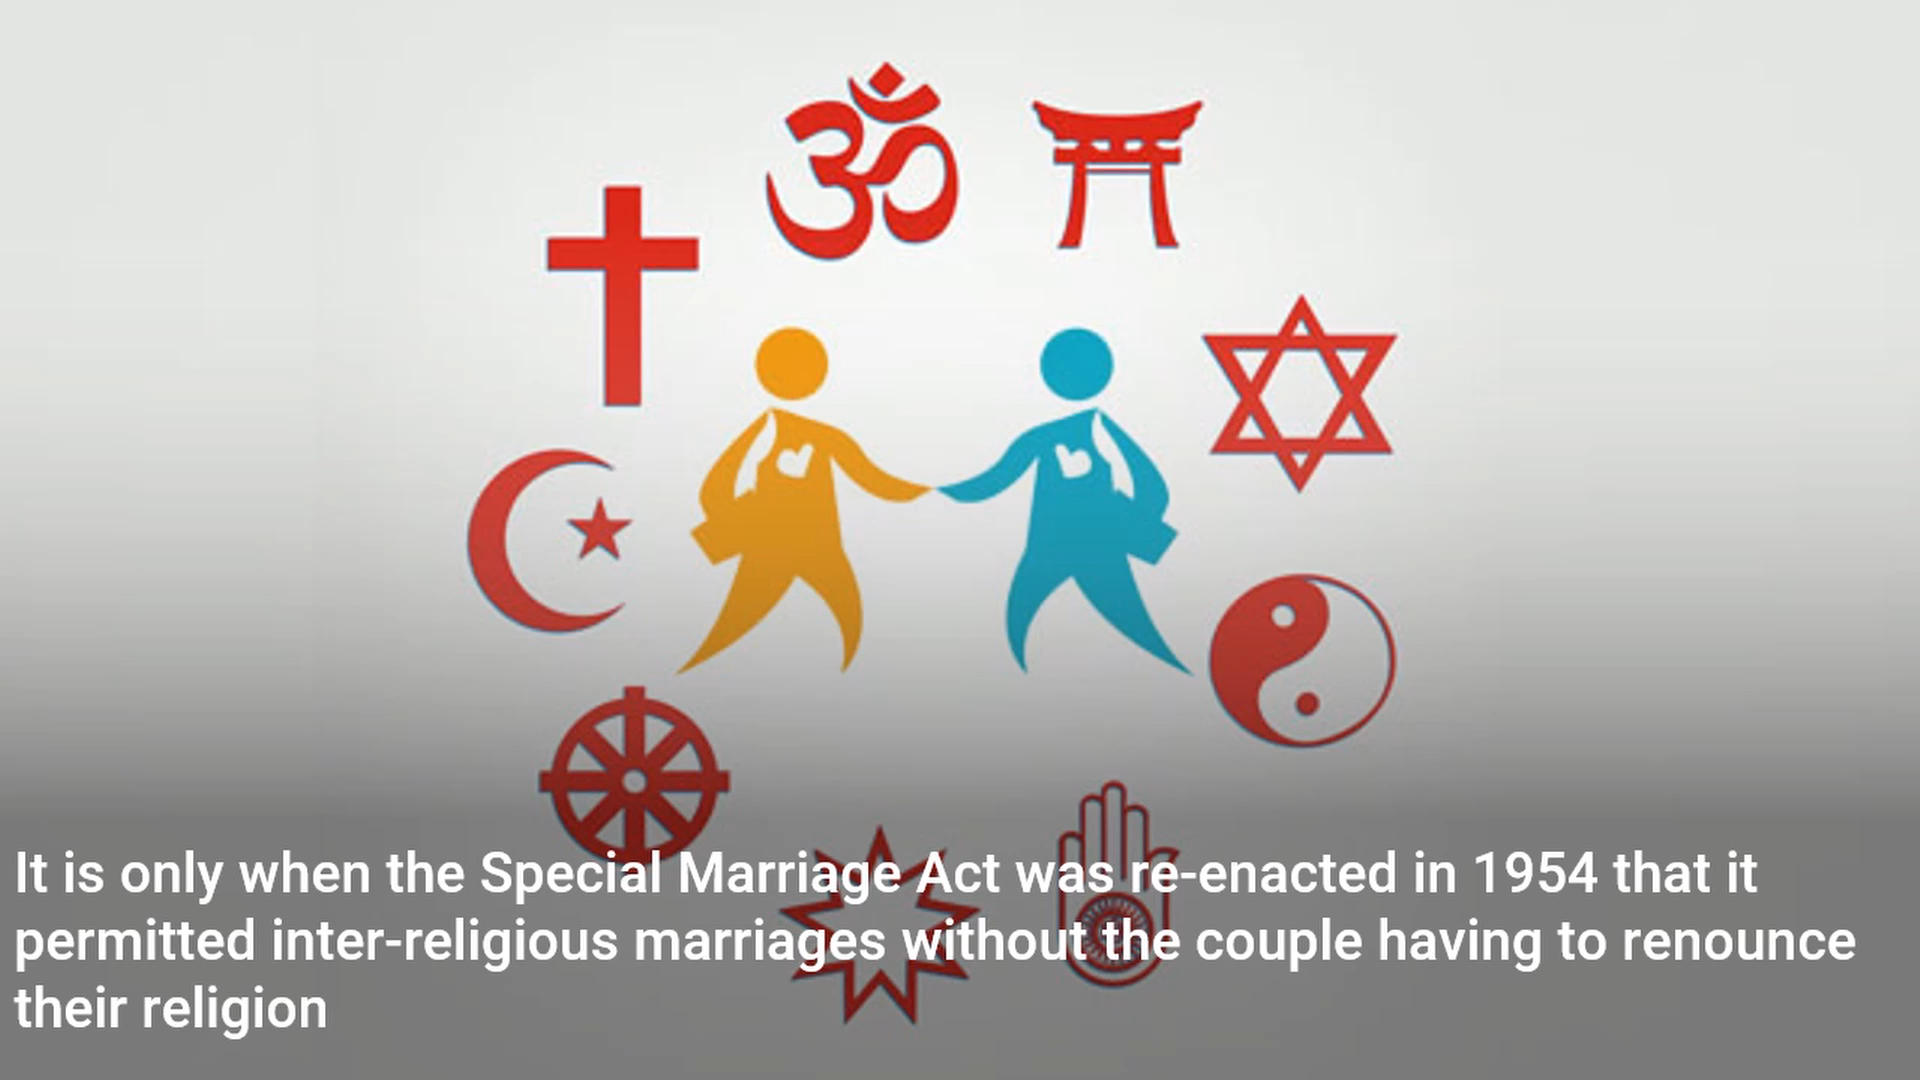 It is only when the Special Marriage Act was re-enacted in 1954 that it
permitted inter-religious marriages without the couple having to renounce
their religion